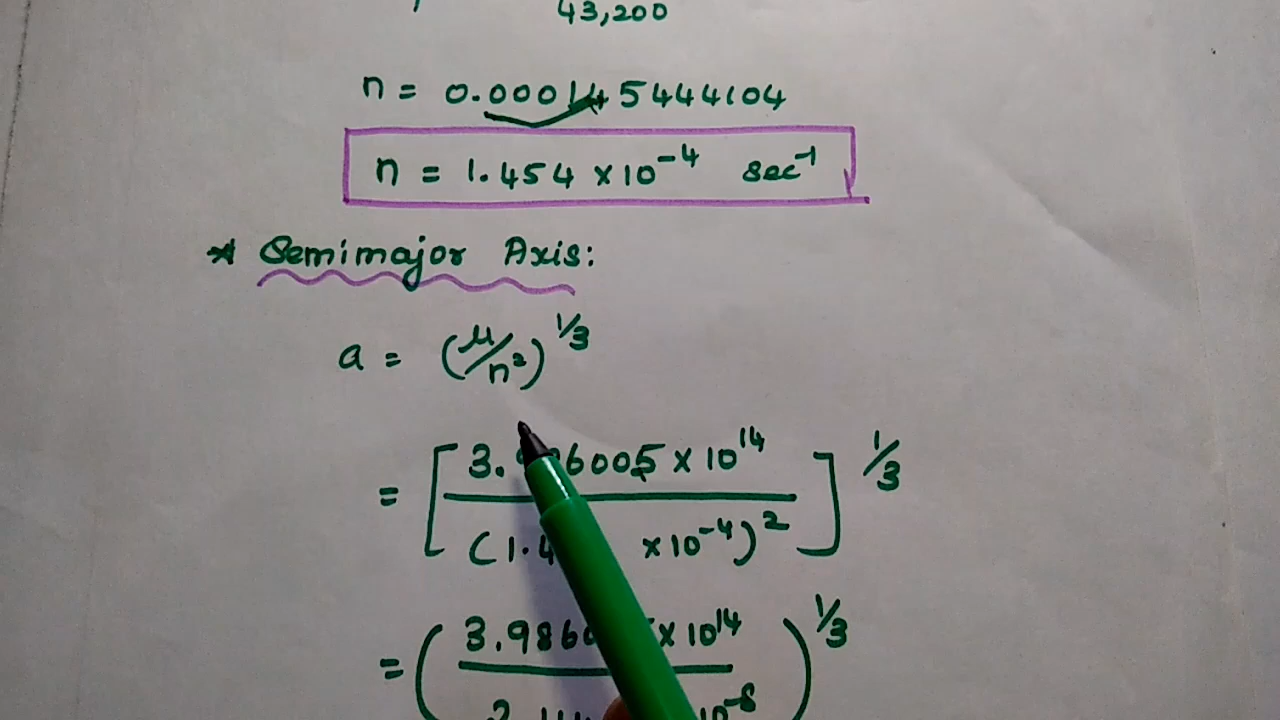 43,200
n = 0.000145444104
n = 1.454 × 10⁻⁴ sec⁻¹
* Semimajor Axis:
a = (μ/n²)^1/3
= [ 3. 6005 × 10¹⁴ / (1.4 × 10⁻⁴)² ]^1/3
= ( 3.986 × 10¹⁴ / 2. 10⁻⁸ )^1/3